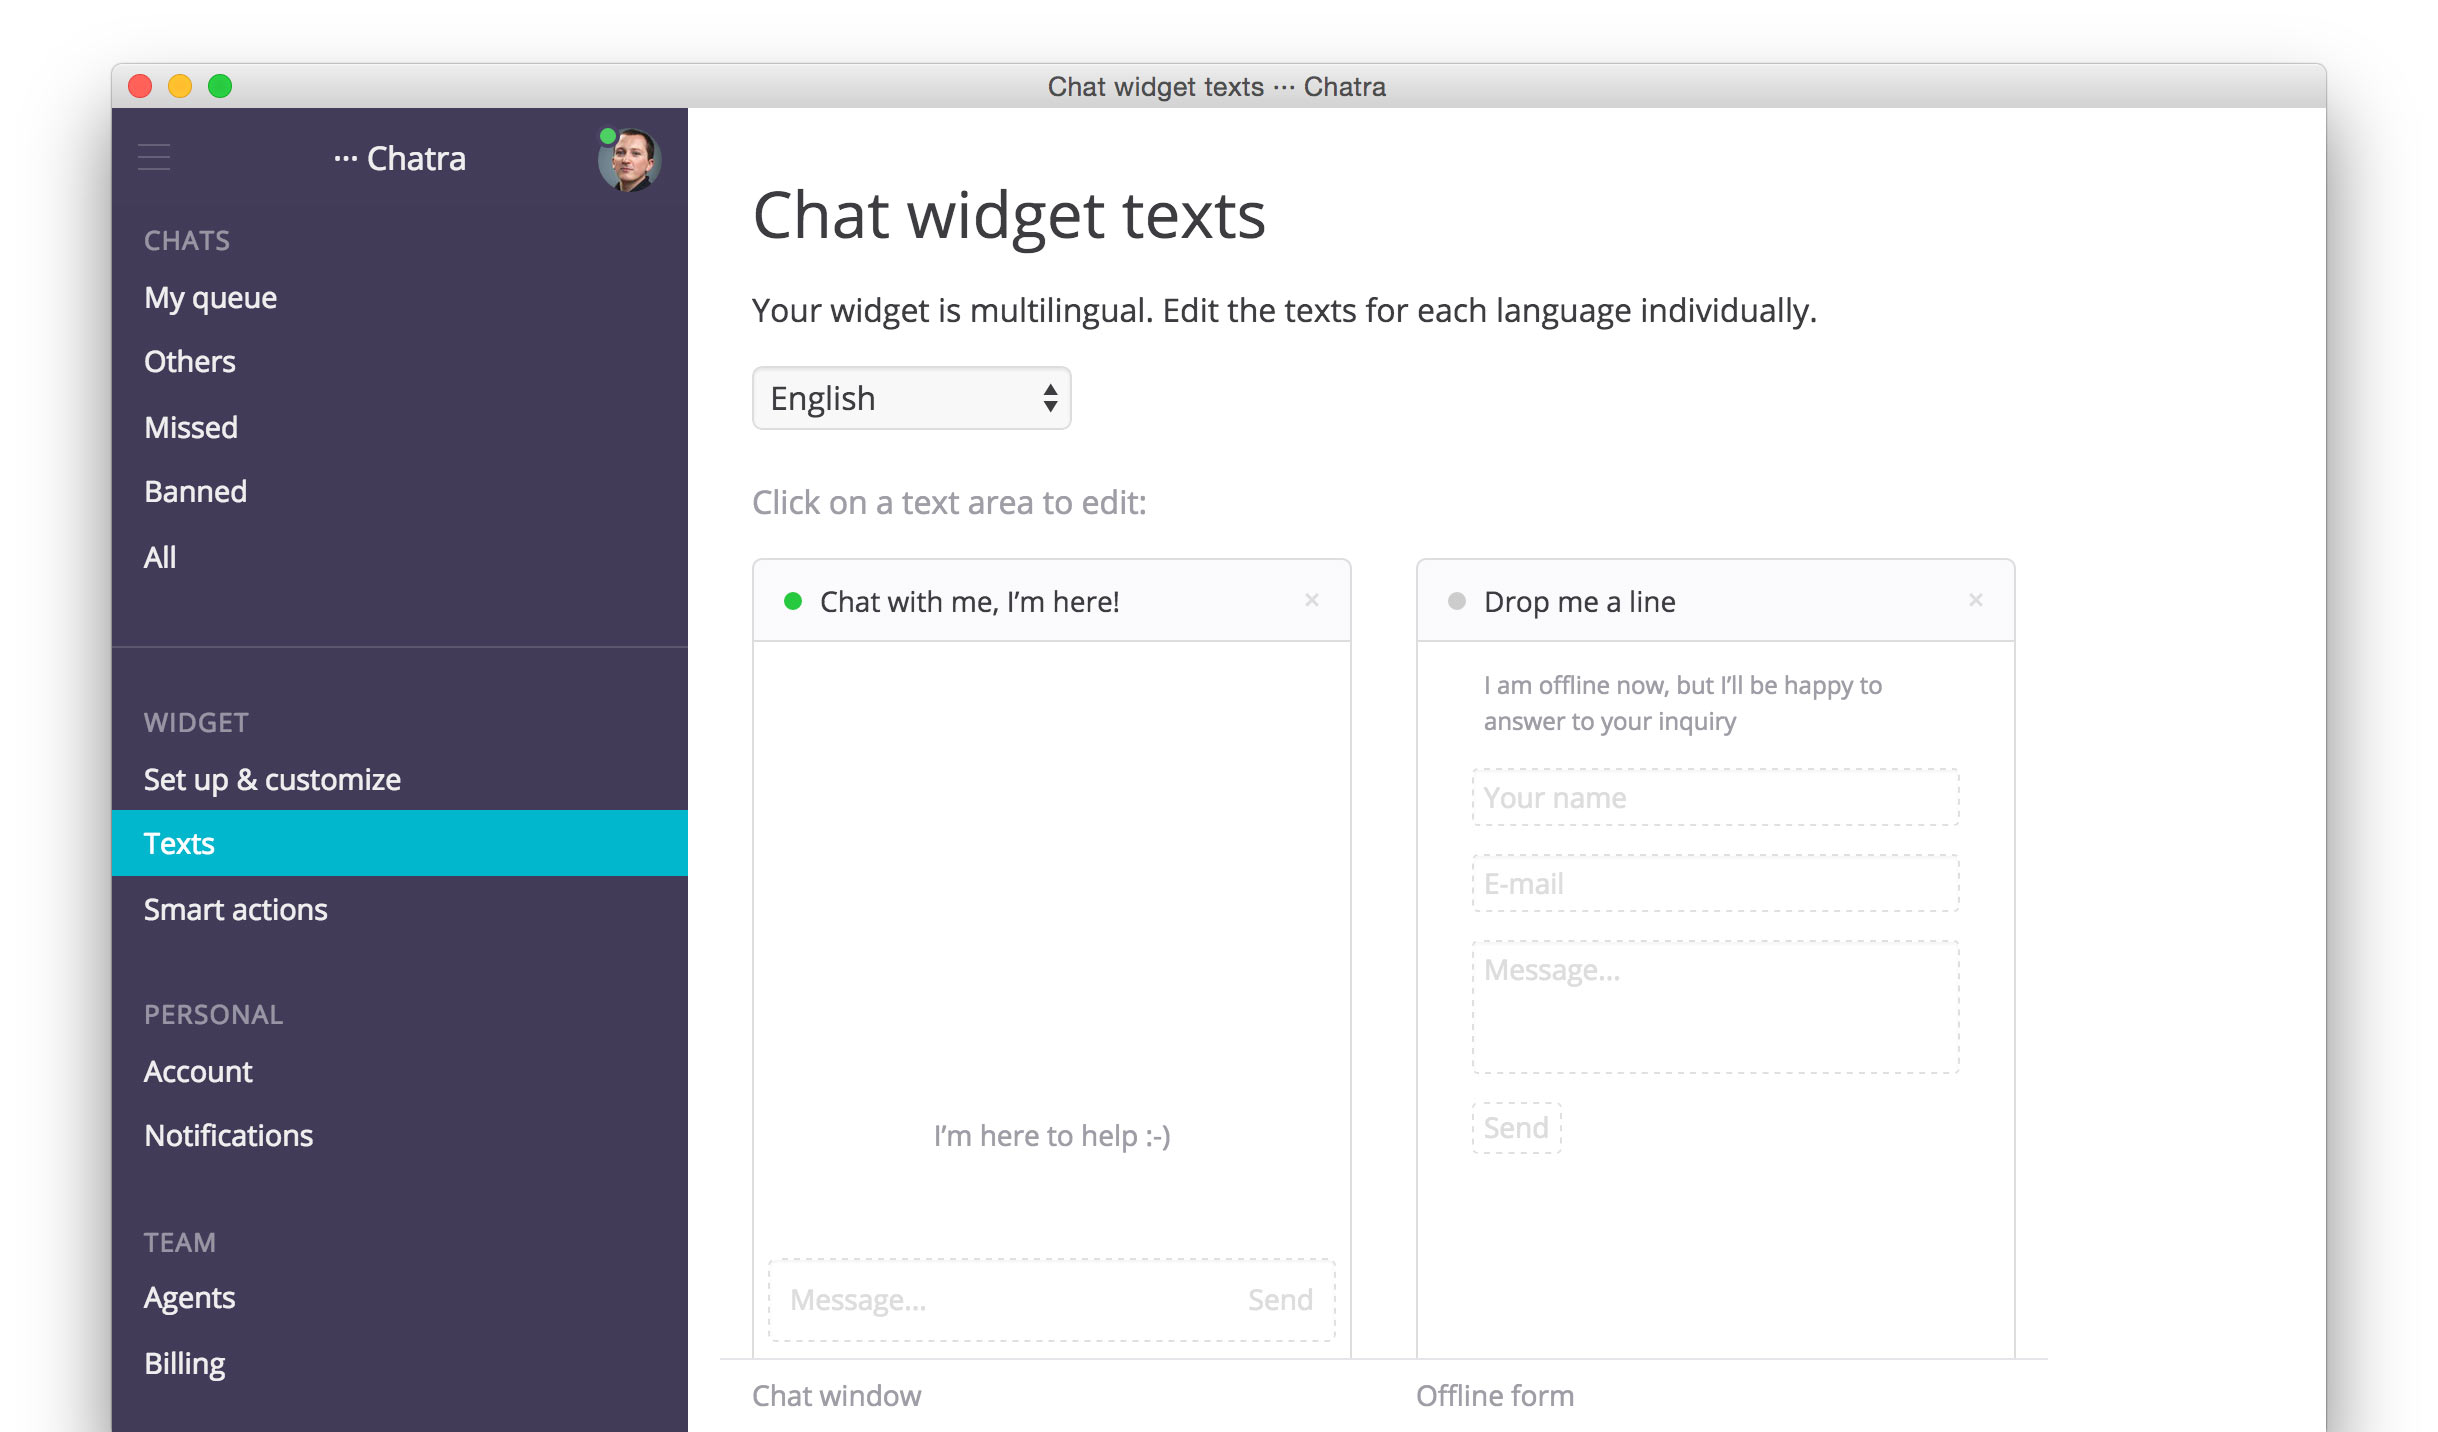 Chat widget texts ··· Chatra
··· Chatra
CHATS
My queue
Others
Missed
Banned
All
WIDGET
Set up & customize
Texts
Smart actions
PERSONAL
Account
Notifications
TEAM
Agents
Billing
Chat widget texts
Your widget is multilingual. Edit the texts for each language individually.
English
Click on a text area to edit:
Chat with me, I’m here!
I’m here to help :-)
Message... Send
Chat window
Drop me a line
I am offline now, but I’ll be happy to
answer to your inquiry
Your name
E-mail
Message...
Send
Offline form